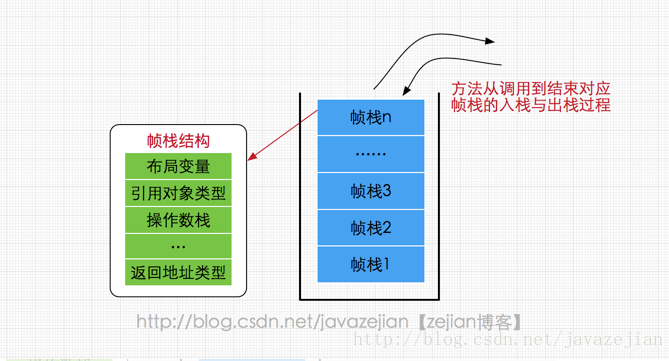 方法从调用到结束对应
帧栈的入栈与出栈过程
帧栈n
······
帧栈3
帧栈2
帧栈1
帧栈结构
布局变量
引用对象类型
操作数栈
...
返回地址类型
http://blog.csdn.net/javazejian【zejian博客】
http://blog.csdn.net/javazejian